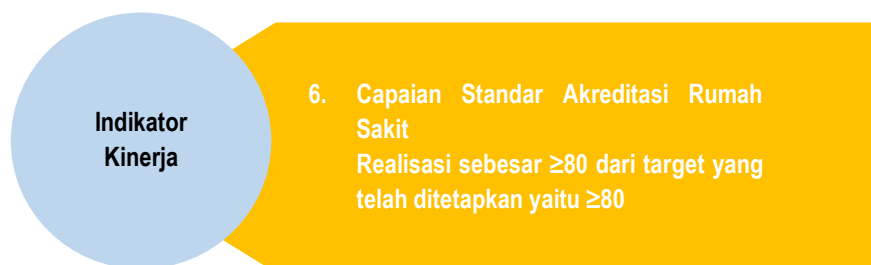 Indikator
Kinerja
6. Capaian Standar Akreditasi Rumah
Sakit
Realisasi sebesar ≥80 dari target yang
telah ditetapkan yaitu ≥80